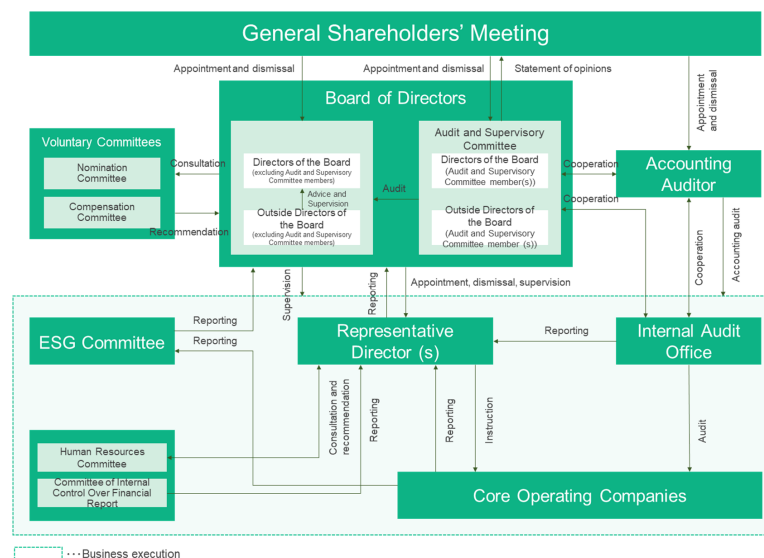 General Shareholders' Meeting
Appointment and dismissal
Appointment and dismissal
Statement of opinions
Appointment
and dismissal
Board of Directors
Voluntary Committees
Nomination
Committee
Compensation
Committee
Consultation
Recommendation
Directors of the Board
(excluding Audit and Supervisory
Committee members)
Advice and
Supervision
Outside Directors of
the Board
(excluding Audit and Supervisory
Committee members)
Audit
Audit and Supervisory
Committee
Directors of the Board
(Audit and Supervisory
Committee member(s))
Outside Directors of the
Board
(Audit and Supervisory
Committee member (s))
Cooperation
Cooperation
Accounting
Auditor
Cooperation
Accounting audit
Supervision
Reporting
Appointment, dismissal, supervision
ESG Committee
Reporting
Reporting
Representative
Director (s)
Reporting
Internal Audit
Office
Consultation and
recommendation
Reporting
Reporting
Instruction
Audit
Human Resources
Committee
Committee of Internal
Control Over Financial
Report
Core Operating Companies
･･･Business execution